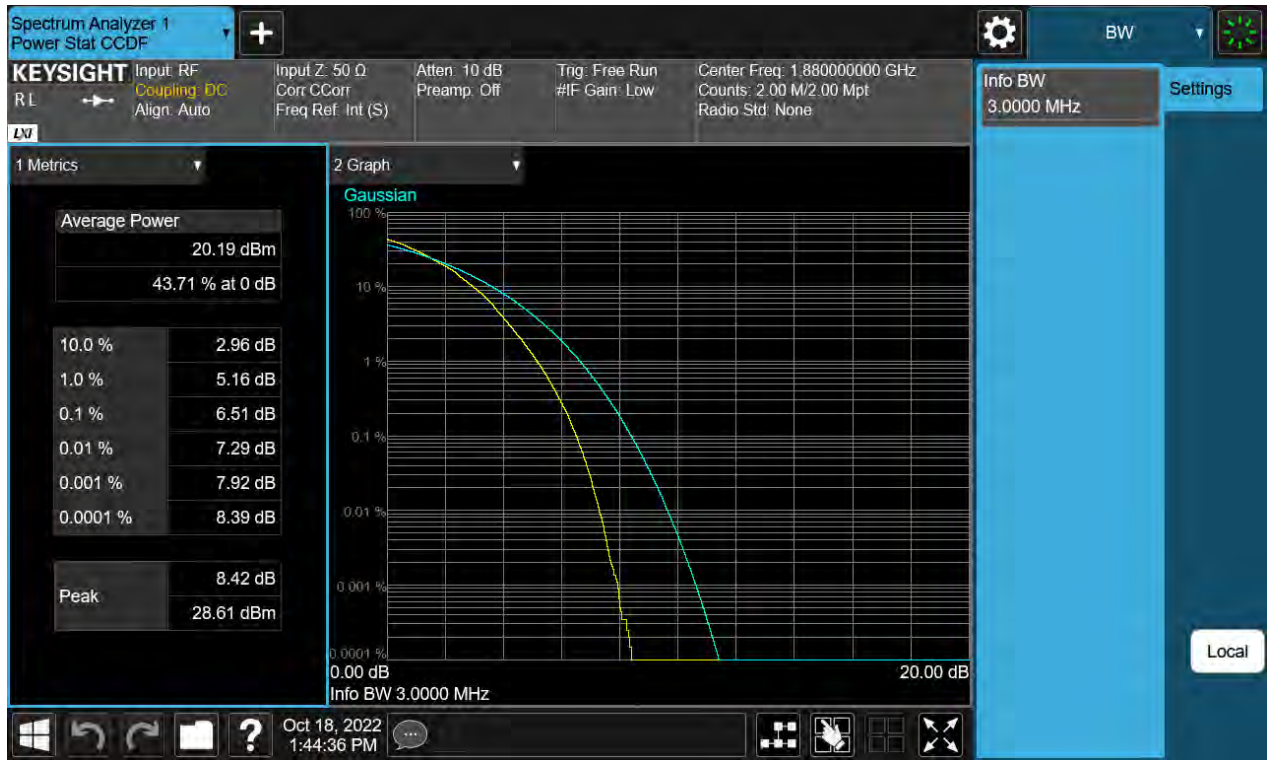 Spectrum Analyzer 1
Power Stat CCDF
BW
KEYSIGHT
RL
LXI
Input: RF
Coupling: DC
Align: Auto
Input Z: 50 Ω
Corr CCorr
Freq Ref: Int (S)
Atten: 10 dB
Preamp: Off
Trig: Free Run
#IF Gain: Low
Center Freq: 1.880000000 GHz
Counts: 2.00 M/2.00 Mpt
Radio Std: None
Info BW
3.0000 MHz
Settings
1 Metrics
Average Power
20.19 dBm
43.71 % at 0 dB
10.0 % 2.96 dB
1.0 % 5.16 dB
0.1 % 6.51 dB
0.01 % 7.29 dB
0.001 % 7.92 dB
0.0001 % 8.39 dB
Peak
8.42 dB
28.61 dBm
2 Graph
Gaussian
100 %
10 %
1 %
0.1 %
0.01 %
0.001 %
0.0001 %
0.00 dB 20.00 dB
Info BW 3.0000 MHz
Local
?
Oct 18, 2022
1:44:36 PM